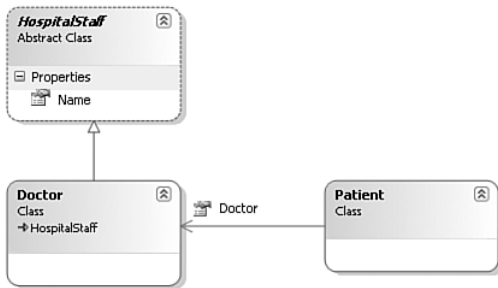 HospitalStaff
Abstract Class
Properties
Name
Doctor
Class
HospitalStaff
Doctor
Patient
Class